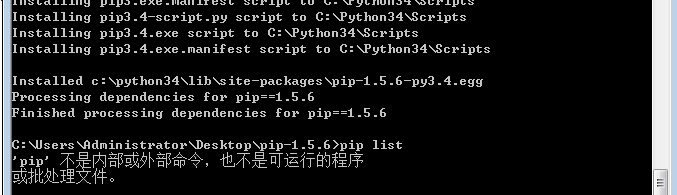 Installing pip3.exe.manifest script to C:\Python34\Scripts
Installing pip3.4-script.py script to C:\Python34\Scripts
Installing pip3.4.exe script to C:\Python34\Scripts
Installing pip3.4.exe.manifest script to C:\Python34\Scripts
Installed c:\python34\lib\site-packages\pip-1.5.6-py3.4.egg
Processing dependencies for pip==1.5.6
Finished processing dependencies for pip==1.5.6
C:\Users\Administrator\Desktop\pip-1.5.6>pip list
'pip' 不是内部或外部命令，也不是可运行的程序
或批处理文件。